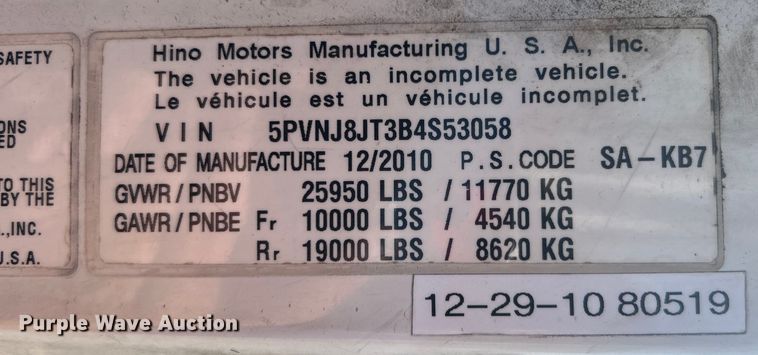 SAFETY
ONS
ED
TO THIS
BY THE
.,INC.
U.S.A.
Hino Motors Manufacturing U. S. A., Inc.
The vehicle is an incomplete vehicle.
Le véhicule est un véhicule incomplet.
VIN 5PVNJ8JT3B4S53058
DATE OF MANUFACTURE 12/2010 P.S.CODE SA-KB7
GVWR/PNBV 25950 LBS / 11770 KG
GAWR/PNBE Fr 10000 LBS / 4540 KG
Rr 19000 LBS / 8620 KG
12-29-10 80519
Purple Wave Auction